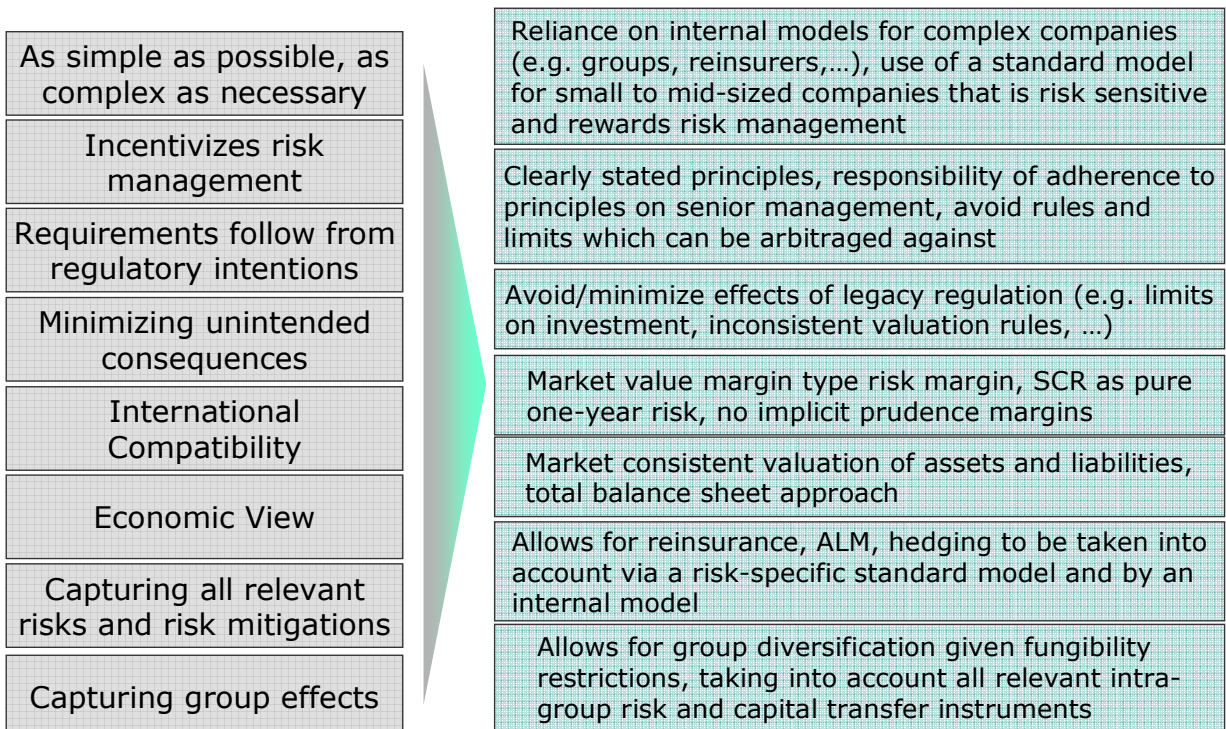 As simple as possible, as
complex as necessary
Incentivizes risk
management
Requirements follow from
regulatory intentions
Minimizing unintended
consequences
International
Compatibility
Economic View
Capturing all relevant
risks and risk mitigations
Capturing group effects
Reliance on internal models for complex companies
(e.g. groups, reinsurers,...), use of a standard model
for small to mid-sized companies that is risk sensitive
and rewards risk management
Clearly stated principles, responsibility of adherence to
principles on senior management, avoid rules and
limits which can be arbitraged against
Avoid/minimize effects of legacy regulation (e.g. limits
on investment, inconsistent valuation rules, ...)
Market value margin type risk margin, SCR as pure
one-year risk, no implicit prudence margins
Market consistent valuation of assets and liabilities,
total balance sheet approach
Allows for reinsurance, ALM, hedging to be taken into
account via a risk-specific standard model and by an
internal model
Allows for group diversification given fungibility
restrictions, taking into account all relevant intra-
group risk and capital transfer instruments